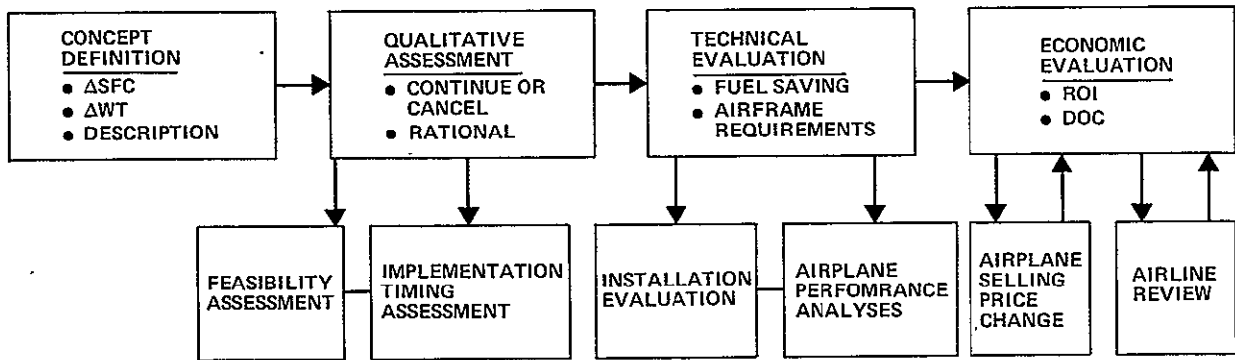 CONCEPT
DEFINITION
● ΔSFC
● ΔWT
● DESCRIPTION
QUALITATIVE
ASSESSMENT
● CONTINUE OR
CANCEL
● RATIONAL
TECHNICAL
EVALUATION
● FUEL SAVING
● AIRFRAME
REQUIREMENTS
ECONOMIC
EVALUATION
● ROI
● DOC
FEASIBILITY
ASSESSMENT
IMPLEMENTATION
TIMING
ASSESSMENT
INSTALLATION
EVALUATION
AIRPLANE
PERFOMRANCE
ANALYSES
AIRPLANE
SELLING
PRICE
CHANGE
AIRLINE
REVIEW